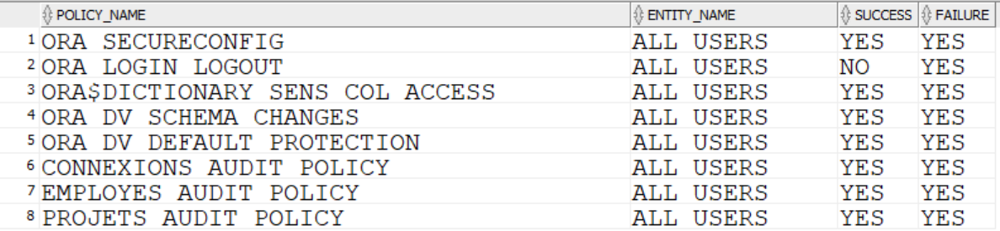 POLICY_NAME ENTITY_NAME SUCCESS FAILURE
1 ORA SECURECONFIG ALL USERS YES YES
2 ORA LOGIN LOGOUT ALL USERS NO YES
3 ORA$DICTIONARY SENS COL ACCESS ALL USERS YES YES
4 ORA DV SCHEMA CHANGES ALL USERS YES YES
5 ORA DV DEFAULT PROTECTION ALL USERS YES YES
6 CONNEXIONS AUDIT POLICY ALL USERS YES YES
7 EMPLOYES AUDIT POLICY ALL USERS YES YES
8 PROJETS AUDIT POLICY ALL USERS YES YES